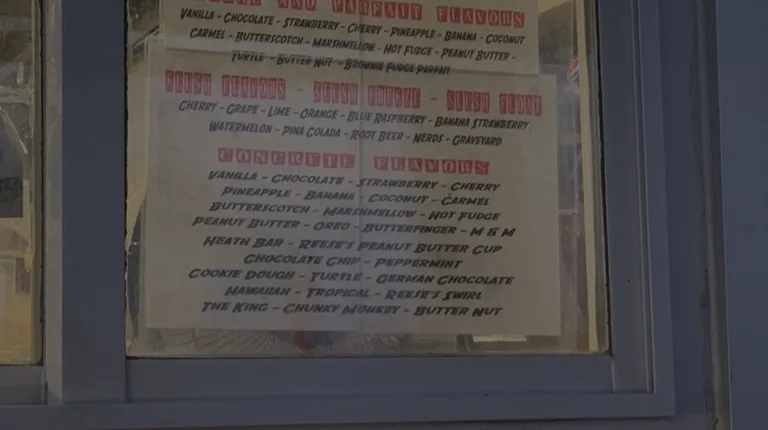 AND PARFAIT FLAVORS
VANILLA - CHOCOLATE - STRAWBERRY - CHERRY - PINEAPPLE - BANANA - COCONUT
CARMEL - BUTTERSCOTCH - MARSHMELLOW - HOT FUDGE - PEANUT BUTTER -
TURTLE - BUTTER NUT - BROWNIE FUDGE PARFAIT
SLUSH FLAVORS - SLUSH FREEZE - SLUSH FLOAT
CHERRY - GRAPE - LIME - ORANGE - BLUE RASPBERRY - BANANA STRAWBERRY
WATERMELON - PINA COLADA - ROOT BEER - NERDS - GRAVEYARD
CONCRETE FLAVORS
VANILLA - CHOCOLATE - STRAWBERRY - CHERRY
PINEAPPLE - BANANA - COCONUT - CARMEL
BUTTERSCOTCH - MARSHMELLOW - HOT FUDGE
PEANUT BUTTER - OREO - BUTTERFINGER - M & M
HEATH BAR - REESE'S PEANUT BUTTER CUP
CHOCOLATE CHIP - PEPPERMINT
COOKIE DOUGH - TURTLE - GERMAN CHOCOLATE
HAWAIIAN - TROPICAL - REESE'S SWIRL
THE KING - CHUNKY MONKEY - BUTTER NUT